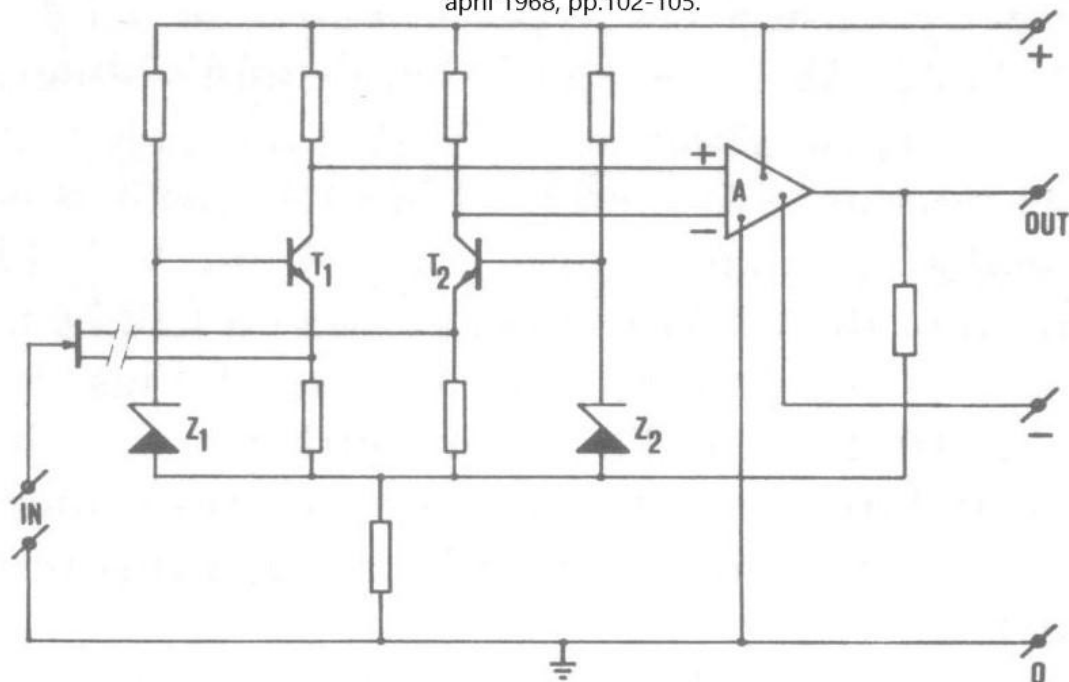 april 1968, pp.102-105.
+
+
A
OUT
−
T1
T2
−
Z1
Z2
IN
0